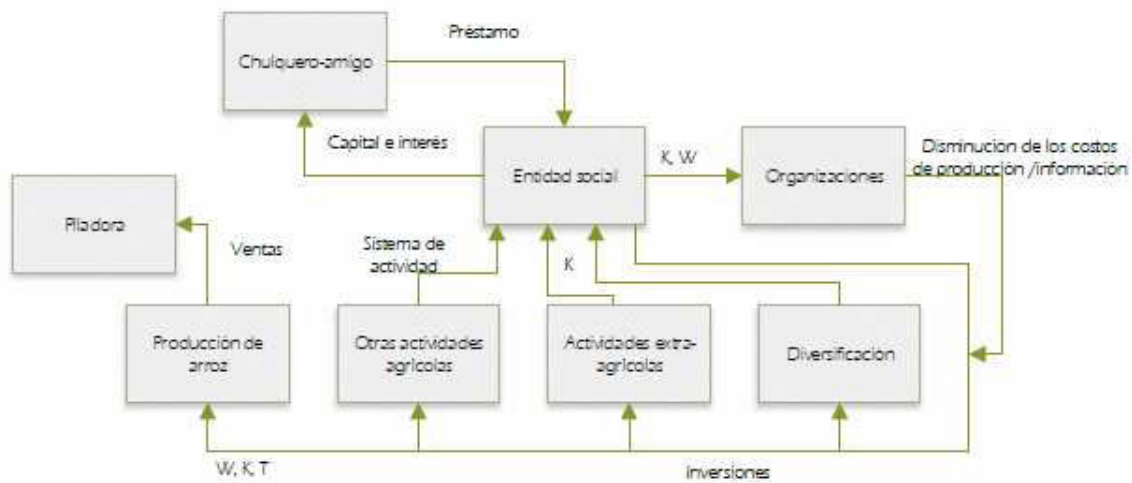 Préstamo
Chulquero-amigo
Capital e interés
K, W
Disminución de los costos
de producción /información
Entidad social
Organizaciones
Piladora
Ventas
Sistema de
actividad
K
Producción de
arroz
Otras actividades
agrícolas
Actividades extra-
agrícolas
Diversificación
W, K, T
Inversiones